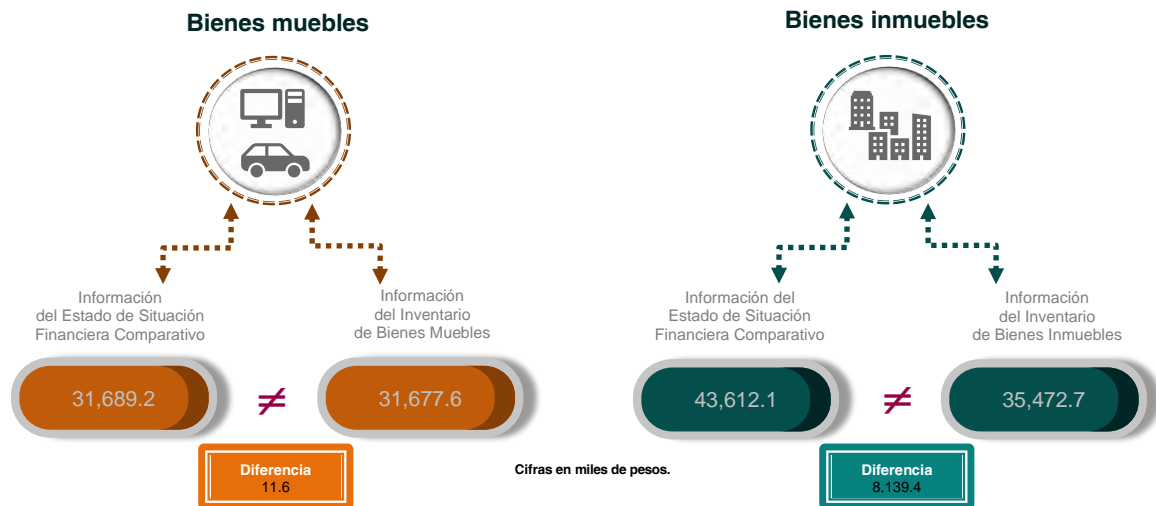 Bienes muebles
Información
del Estado de Situación
Financiera Comparativo
Información
del Inventario
de Bienes Muebles
31,689.2
≠
31,677.6
Diferencia
11.6
Cifras en miles de pesos.
Bienes inmuebles
Información del
Estado de Situación
Financiera Comparativo
Información
del Inventario
de Bienes Inmuebles
43,612.1
≠
35,472.7
Diferencia
8,139.4